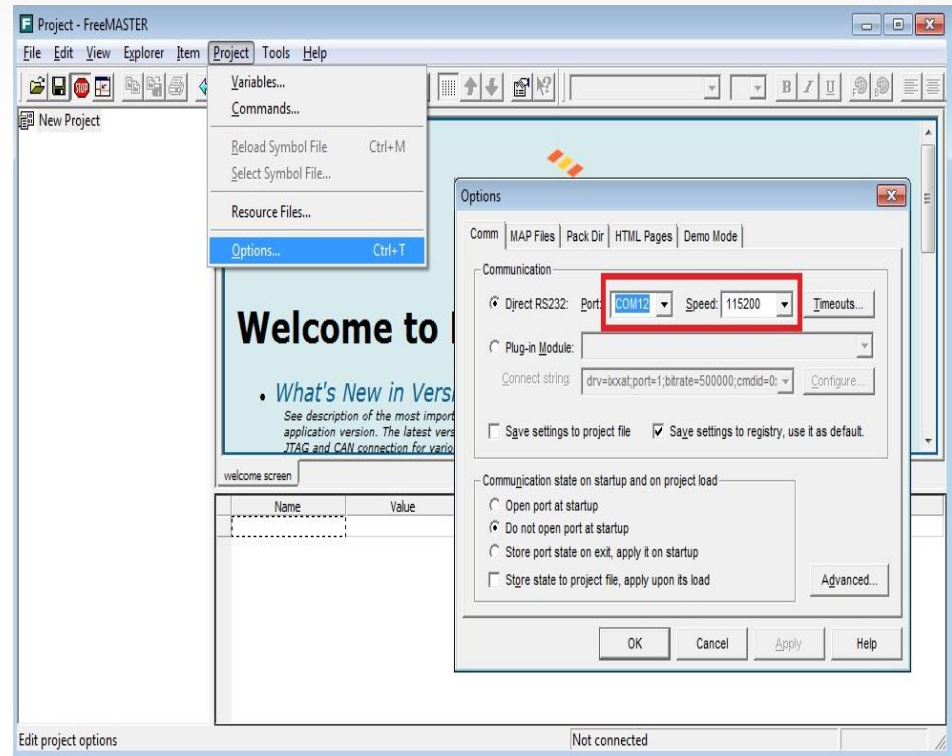 Project - FreeMASTER
File Edit View Explorer Item Project Tools Help
B I U
New Project
Variables...
Commands...
Reload Symbol File Ctrl+M
Select Symbol File...
Resource Files...
Options... Ctrl+T
Welcome to
• What's New in Versi
See description of the most import
application version. The latest vers
JTAG and CAN connection for vario
welcome screen
Name Value
Options
Comm MAP Files Pack Dir HTML Pages Demo Mode
Communication
Direct RS232: Port: COM12 Speed: 115200 Timeouts...
Plug-in Module:
Connect string: drv=ixxat;port=1;bitrate=500000;cmdid=0: Configure...
Save settings to project file Save settings to registry, use it as default.
Communication state on startup and on project load
Open port at startup
Do not open port at startup
Store port state on exit, apply it on startup
Store state to project file, apply upon its load Advanced...
OK Cancel Apply Help
Edit project options Not connected